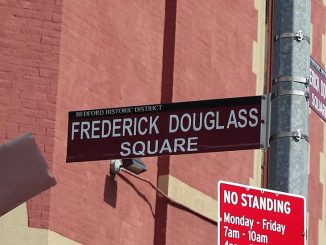 BEDFORD HISTORIC DISTRICT
FREDERICK DOUGLASS
SQUARE
NO STANDING
Monday - Friday
7am - 10am